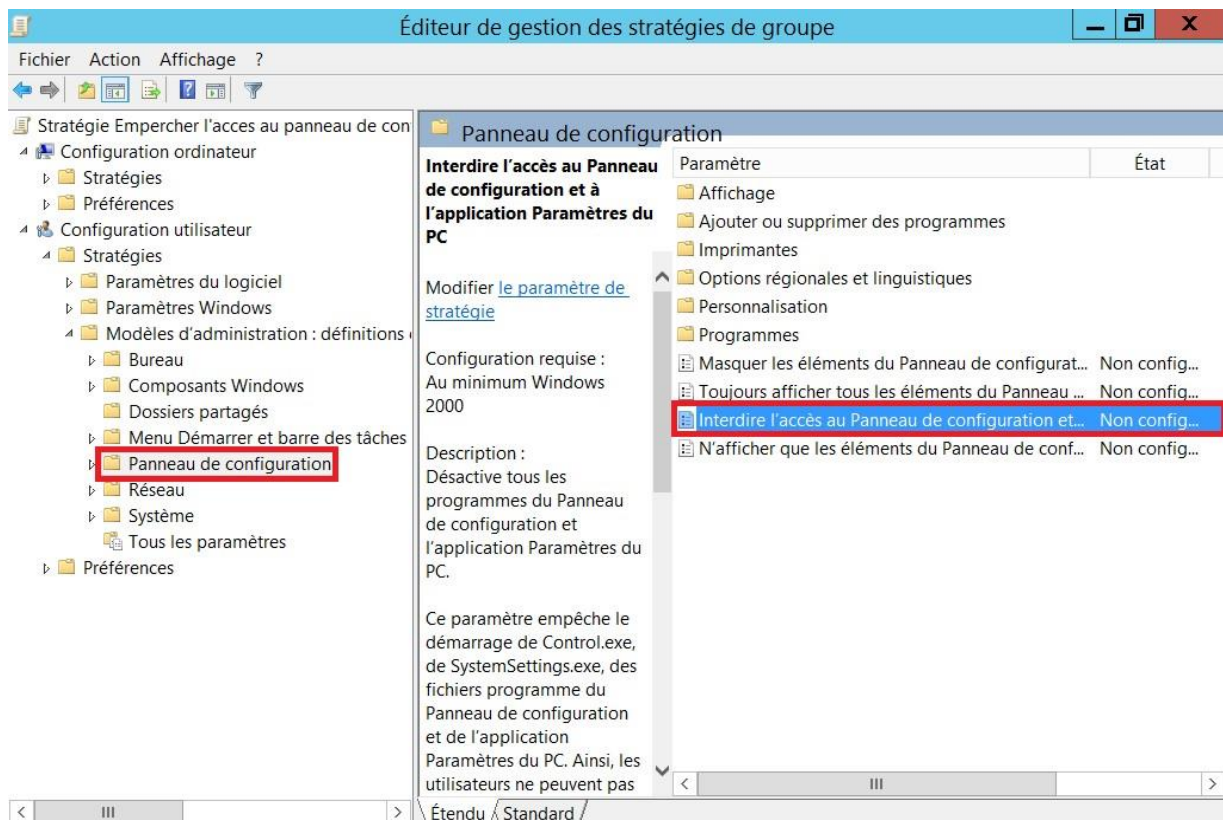 Éditeur de gestion des stratégies de groupe
Fichier Action Affichage ?
Stratégie Empercher l'acces au panneau de con
Configuration ordinateur
Stratégies
Préférences
Configuration utilisateur
Stratégies
Paramètres du logiciel
Paramètres Windows
Modèles d'administration : définitions
Bureau
Composants Windows
Dossiers partagés
Menu Démarrer et barre des tâches
Panneau de configuration
Réseau
Système
Tous les paramètres
Préférences
Panneau de configuration
Interdire l'accès au Panneau
de configuration et à
l'application Paramètres du
PC
Modifier le paramètre de
stratégie
Configuration requise :
Au minimum Windows
2000
Description :
Désactive tous les
programmes du Panneau
de configuration et
l'application Paramètres du
PC.
Ce paramètre empêche le
démarrage de Control.exe,
de SystemSettings.exe, des
fichiers programme du
Panneau de configuration
et de l'application
Paramètres du PC. Ainsi, les
utilisateurs ne peuvent pas
Paramètre État
Affichage
Ajouter ou supprimer des programmes
Imprimantes
Options régionales et linguistiques
Personnalisation
Programmes
Masquer les éléments du Panneau de configurat... Non config...
Toujours afficher tous les éléments du Panneau ... Non config...
Interdire l'accès au Panneau de configuration et... Non config...
N'afficher que les éléments du Panneau de conf... Non config...
Étendu Standard